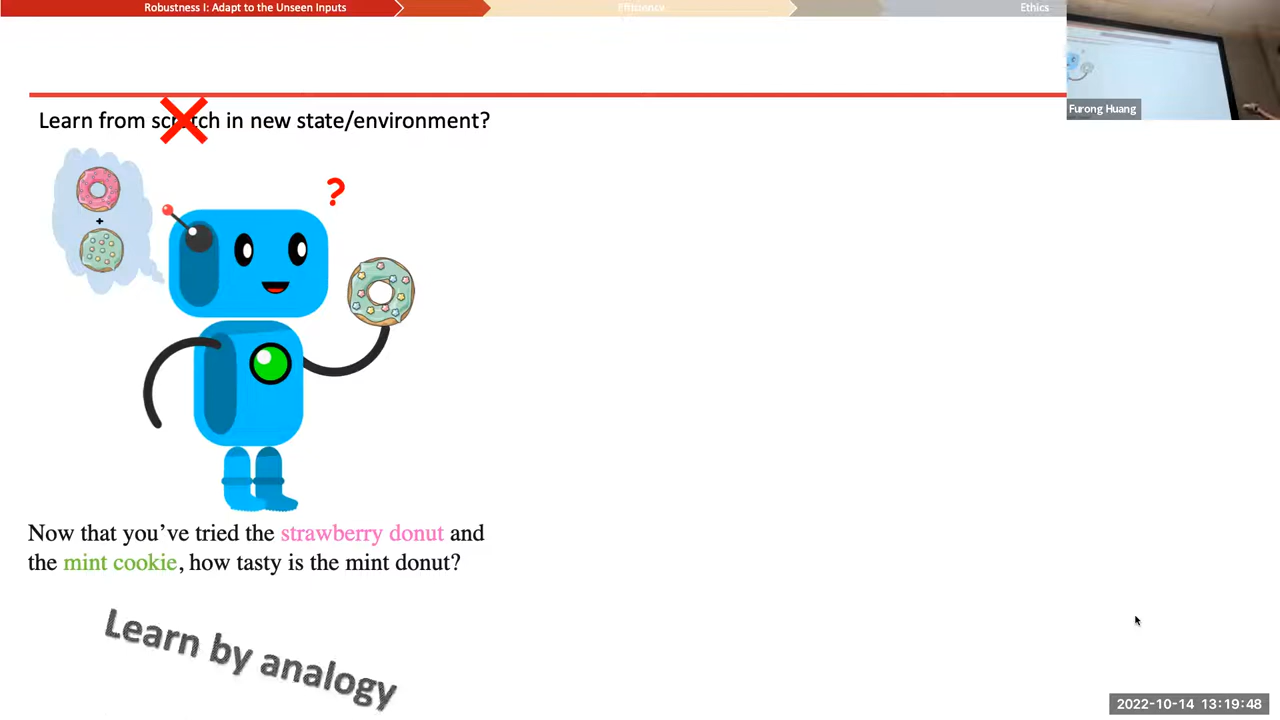 Robustness I: Adapt to the Unseen Inputs
Efficiency
Ethics
Furong Huang
Learn from scratch in new state/environment?
?
+
Now that you’ve tried the strawberry donut and
the mint cookie, how tasty is the mint donut?
Learn by analogy
2022-10-14 13:19:48